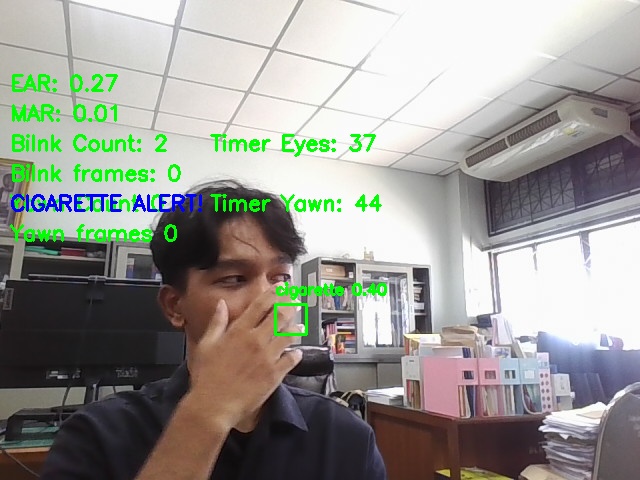 EAR: 0.27
MAR: 0.01
Bilnk Count: 2 Timer Eyes: 37
Bilnk frames: 0
CIGARETTE ALERT! Timer Yawn: 44
Yawn frames 0
cigarette 0.40